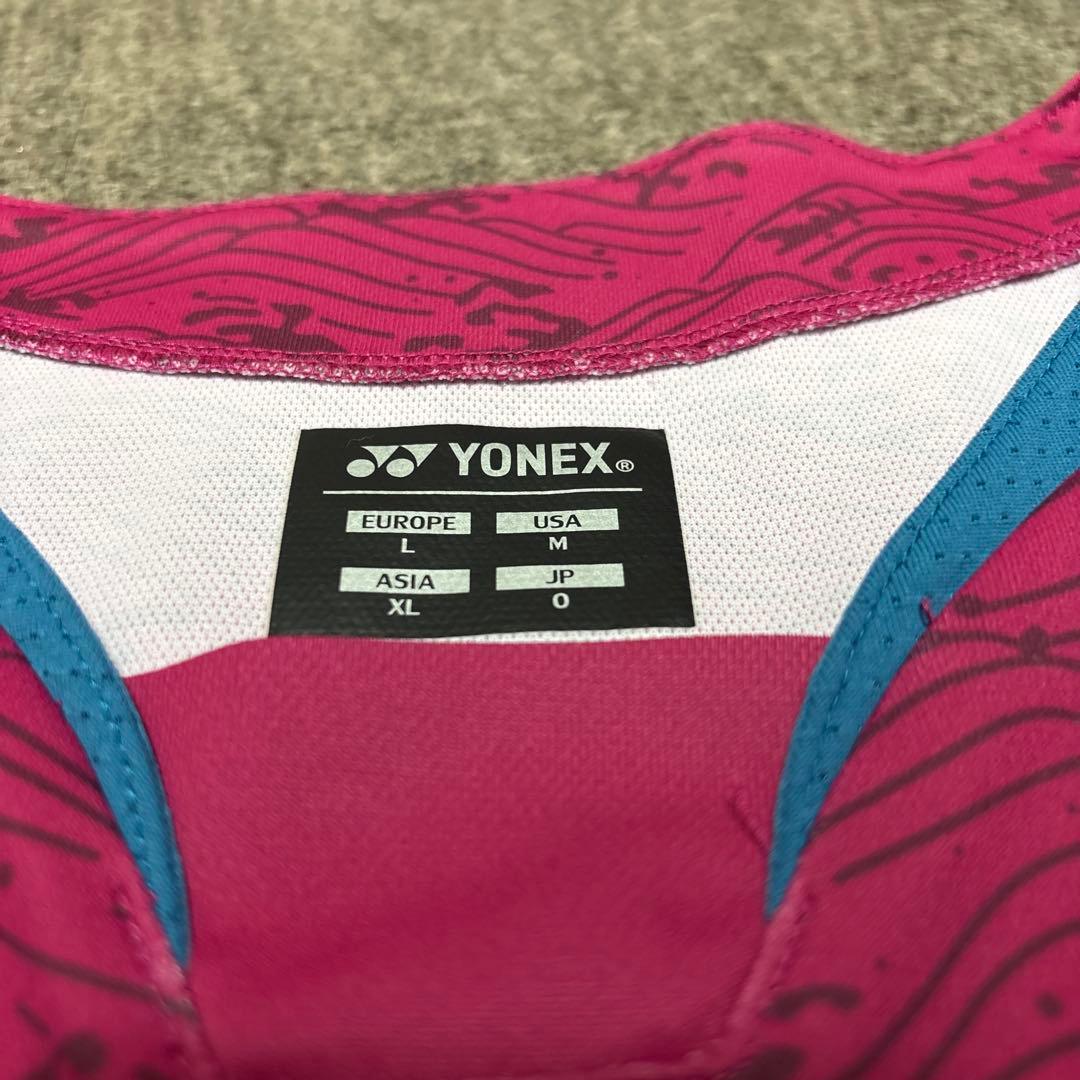 YONEX®
EUROPE USA
L M
ASIA JP
XL O